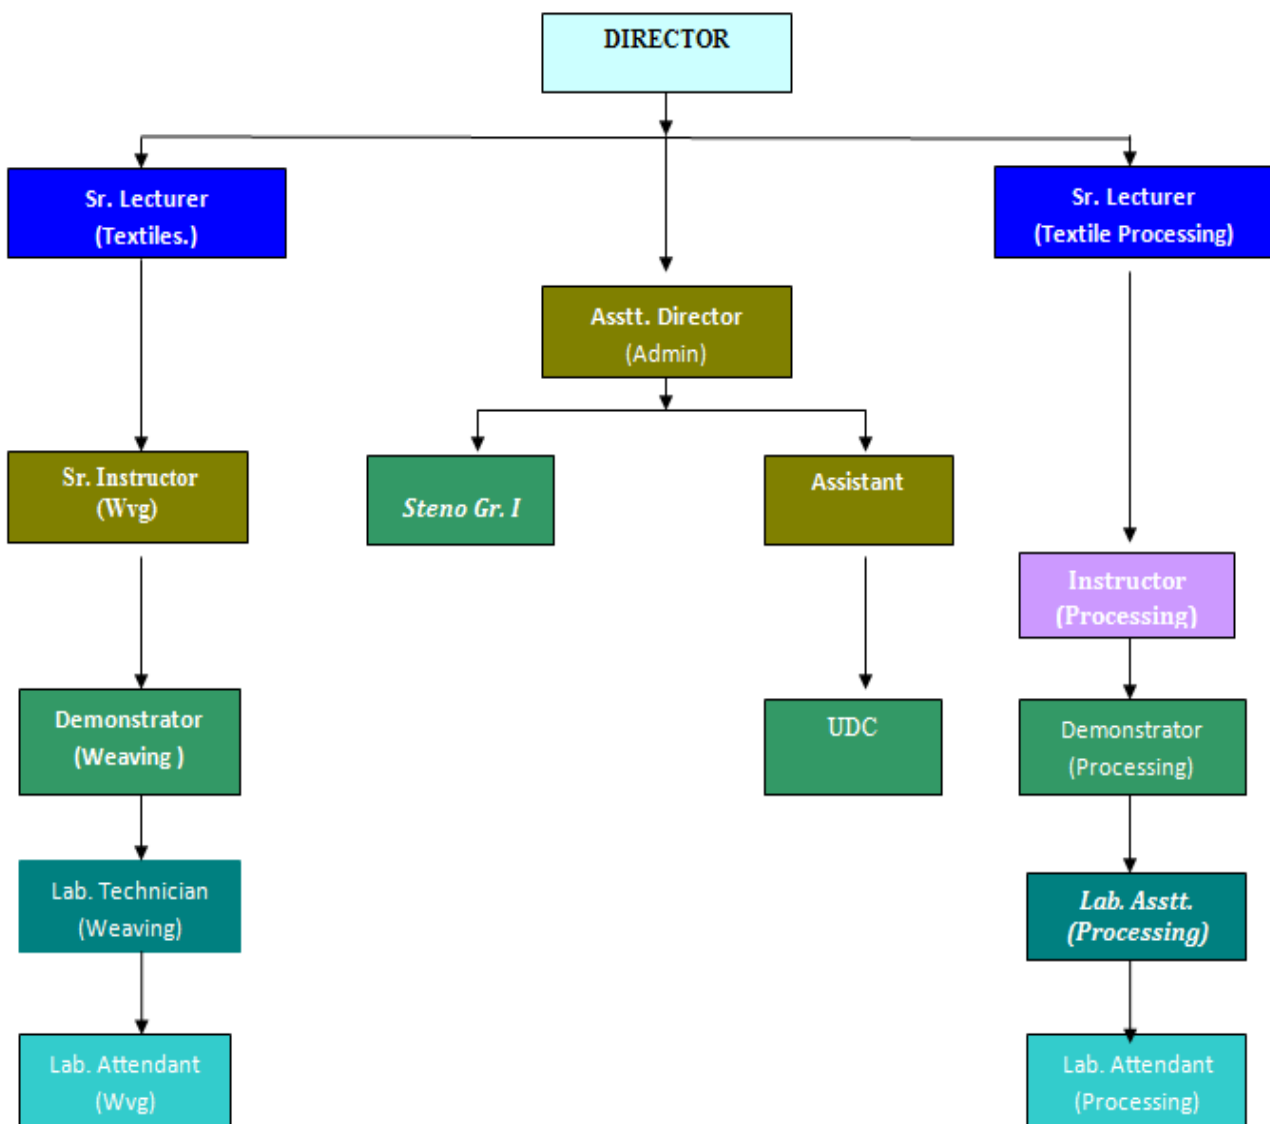 DIRECTOR
Sr. Lecturer
(Textiles.)
Sr. Lecturer
(Textile Processing)
Asstt. Director
(Admin)
Sr. Instructor
(Wvg)
Steno Gr. I
Assistant
Instructor
(Processing)
Demonstrator
(Weaving )
UDC
Demonstrator
(Processing)
Lab. Technician
(Weaving)
Lab. Asstt.
(Processing)
Lab. Attendant
(Wvg)
Lab. Attendant
(Processing)